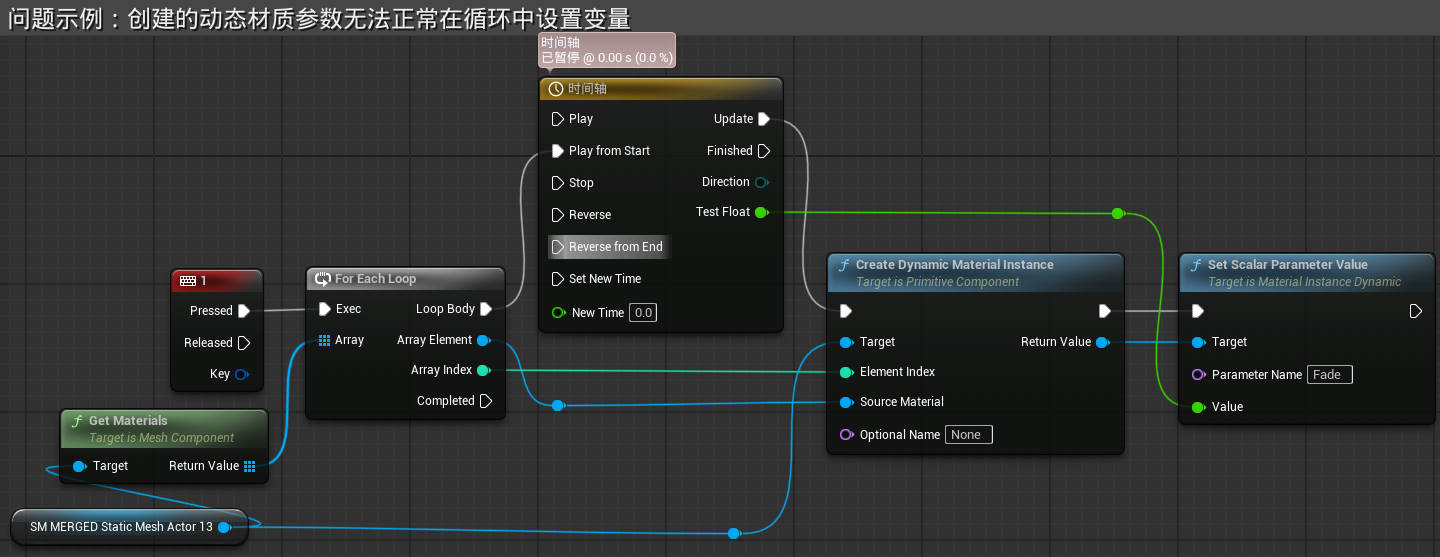 问题示例：创建的动态材质参数无法正常在循环中设置变量
时间轴
已暂停 @ 0.00 s (0.0 %)
时间轴
Play
Update
Play from Start
Finished
Stop
Direction
Reverse
Test Float
Reverse from End
Set New Time
New Time 0.0
1
Pressed
Released
Key
For Each Loop
Exec
Loop Body
Array
Array Element
Array Index
Completed
Create Dynamic Material Instance
Target is Primitive Component
Target
Return Value
Element Index
Source Material
Optional Name None
Set Scalar Parameter Value
Target is Material Instance Dynamic
Target
Parameter Name Fade
Value
Get Materials
Target is Mesh Component
Target
Return Value
SM MERGED Static Mesh Actor 13